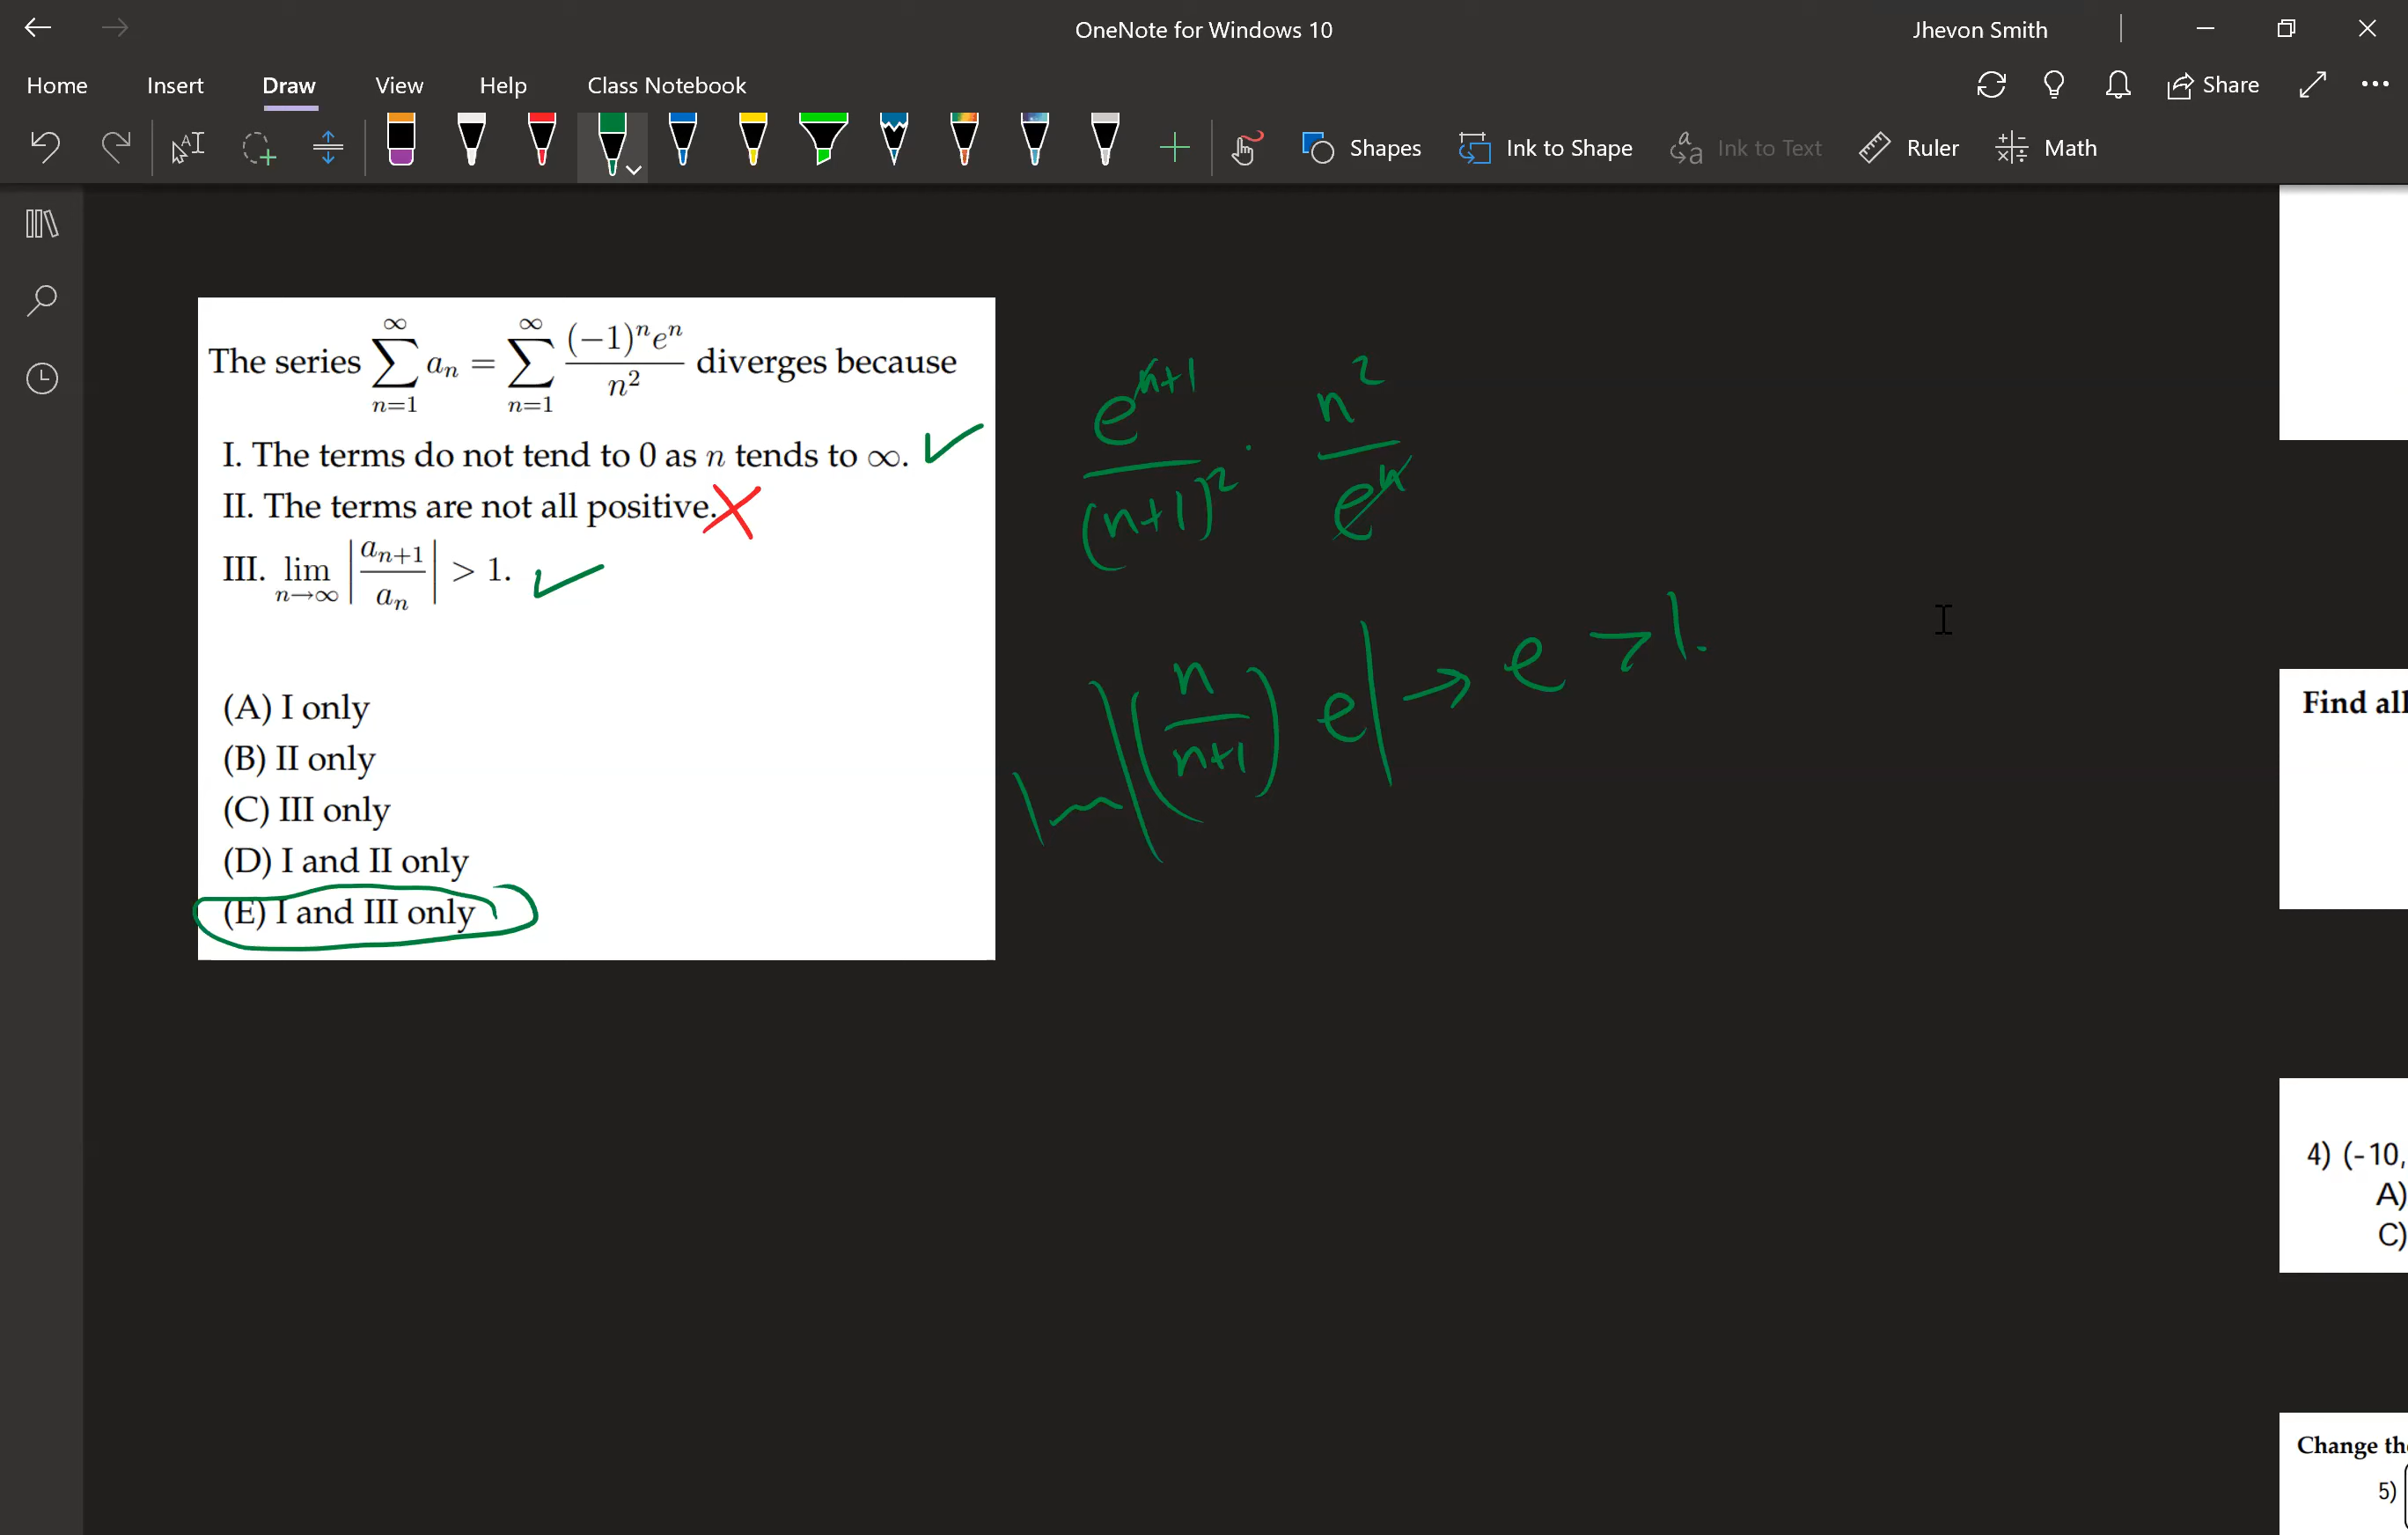 OneNote for Windows 10
Jhevon Smith
Home Insert Draw View Help Class Notebook
Share
Shapes Ink to Shape Ink to Text Ruler Math
The series ∑_{n=1}^{∞} a_n = ∑_{n=1}^{∞} (−1)^n e^n / n^2 diverges because
I. The terms do not tend to 0 as n tends to ∞. ✓
II. The terms are not all positive. ✗
III. lim_{n→∞} |a_{n+1} / a_n| > 1. ✓
(A) I only
(B) II only
(C) III only
(D) I and II only
(E) I and III only
e^{n+1} / (n+1)^2 · n^2 / e^n
lim |(n / n+1) e| → e > 1.
Find all
4) (-10,
A)
C)
Change the
5)